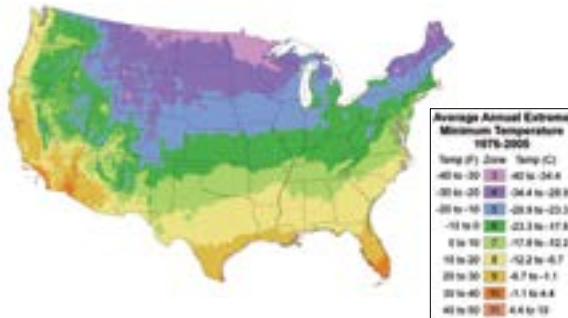 Average Annual Extreme
Minimum Temperature
1976-2005
Temp (F) Zone Temp (C)
-40 to -30 3 -40 to -34.4
-30 to -20 4 -34.4 to -28.9
-20 to -10 5 -28.9 to -23.3
-10 to 0 6 -23.3 to -17.8
0 to 10 7 -17.8 to -12.2
10 to 20 8 -12.2 to -6.7
20 to 30 9 -6.7 to -1.1
30 to 40 10 -1.1 to 4.4
40 to 50 11 4.4 to 10